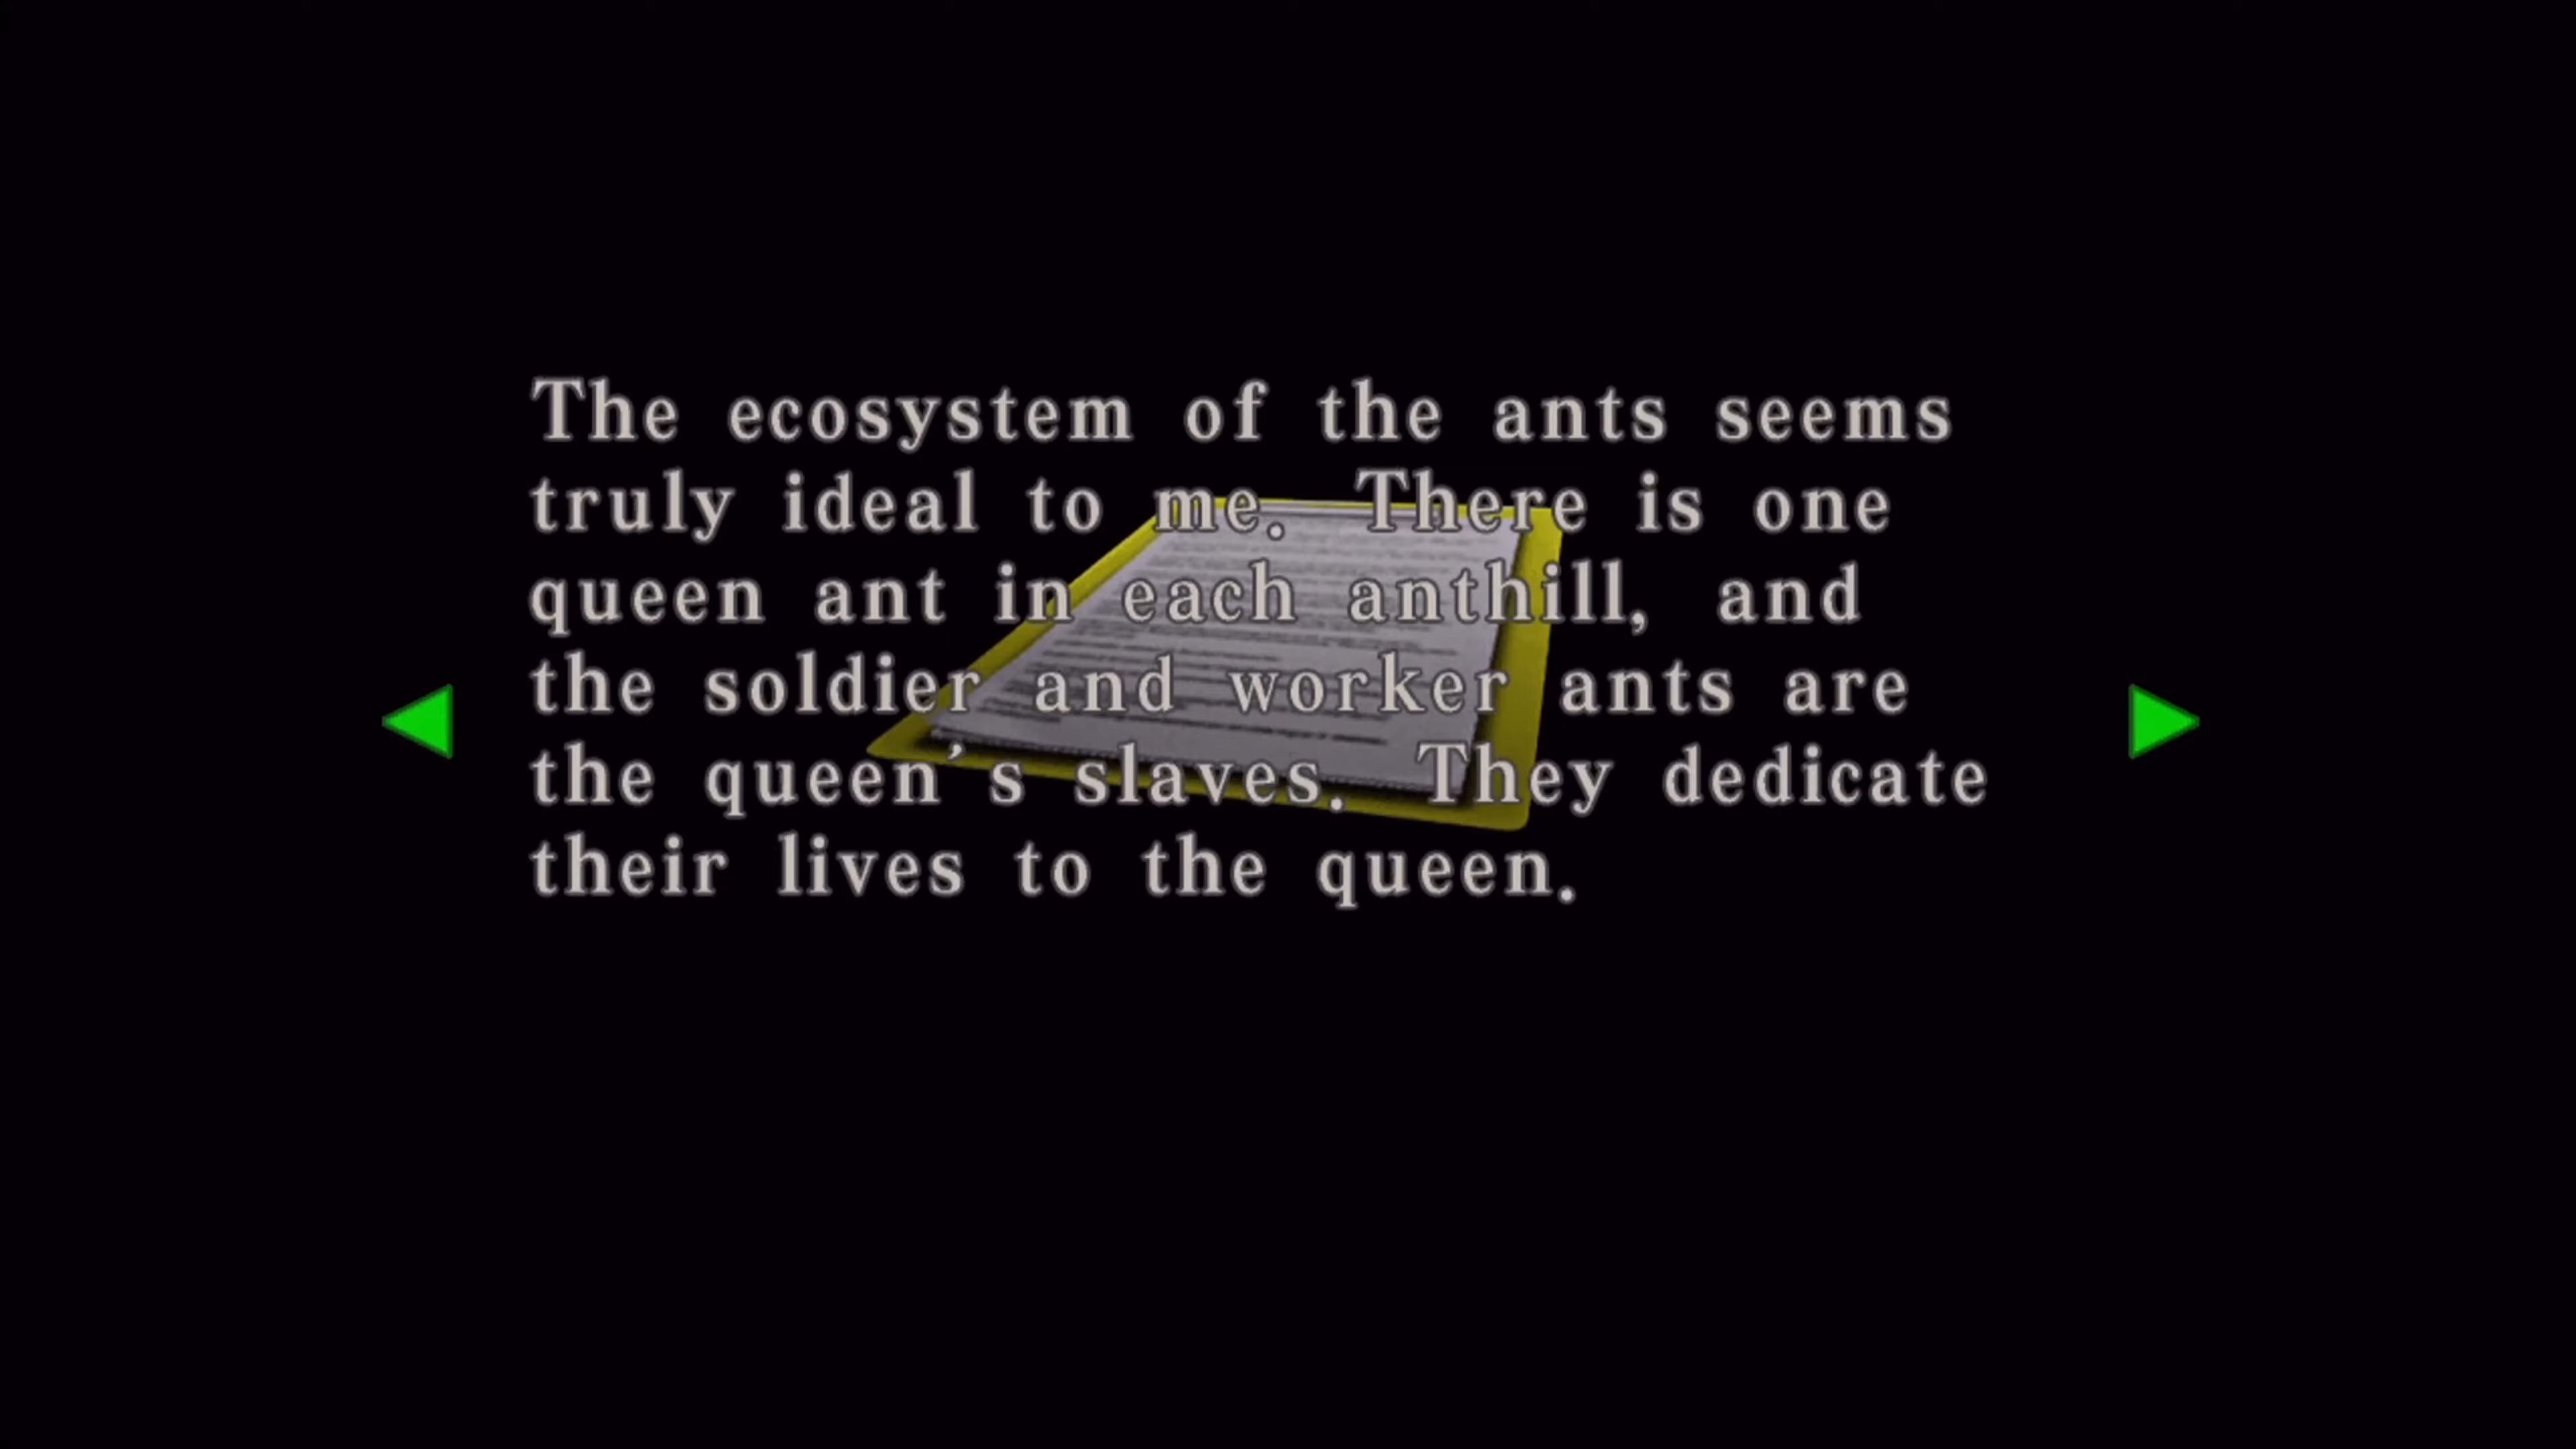 The ecosystem of the ants seems
truly ideal to me. There is one
queen ant in each anthill, and
the soldier and worker ants are
the queen's slaves. They dedicate
their lives to the queen.